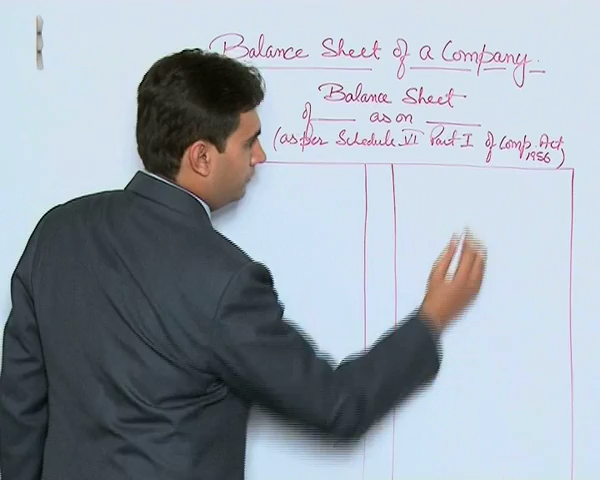 Balance Sheet of a Company.
Balance Sheet
of ____ as on ____
(as per Schedule VI Part-I of Comp. Act 1956)